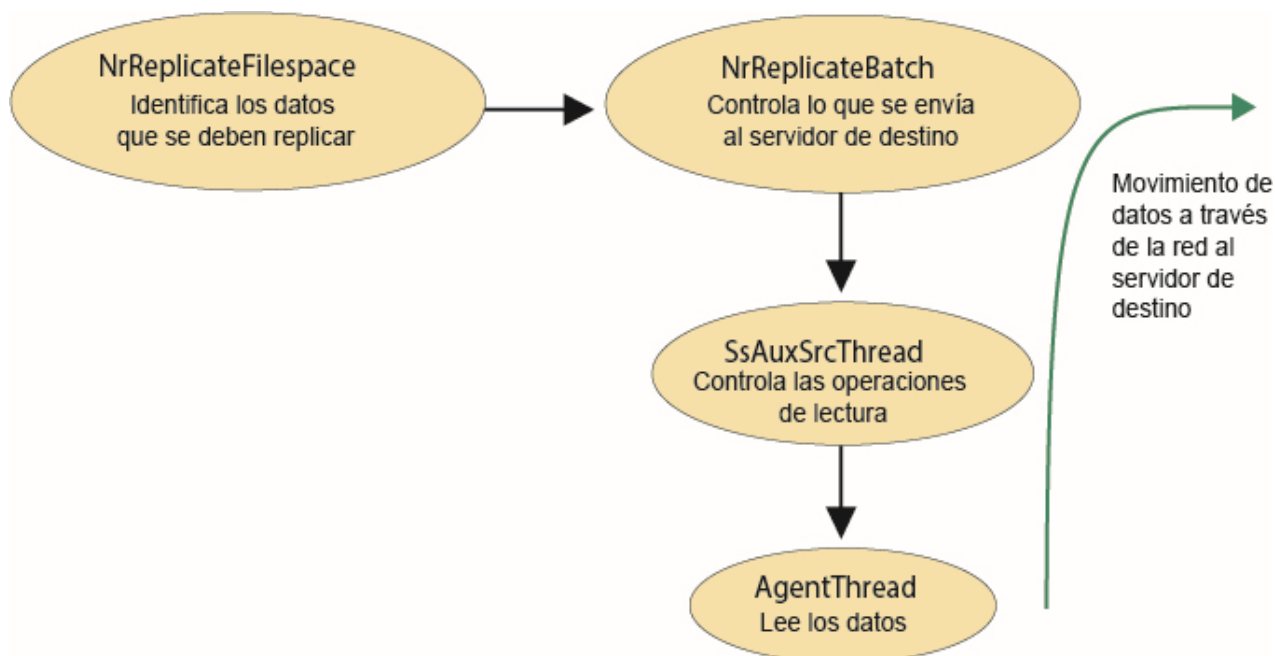 NrReplicateFilespace
Identifica los datos
que se deben replicar
NrReplicateBatch
Controla lo que se envía
al servidor de destino
Movimiento de
datos a través
de la red al
servidor de
destino
SsAuxSrcThread
Controla las operaciones
de lectura
AgentThread
Lee los datos